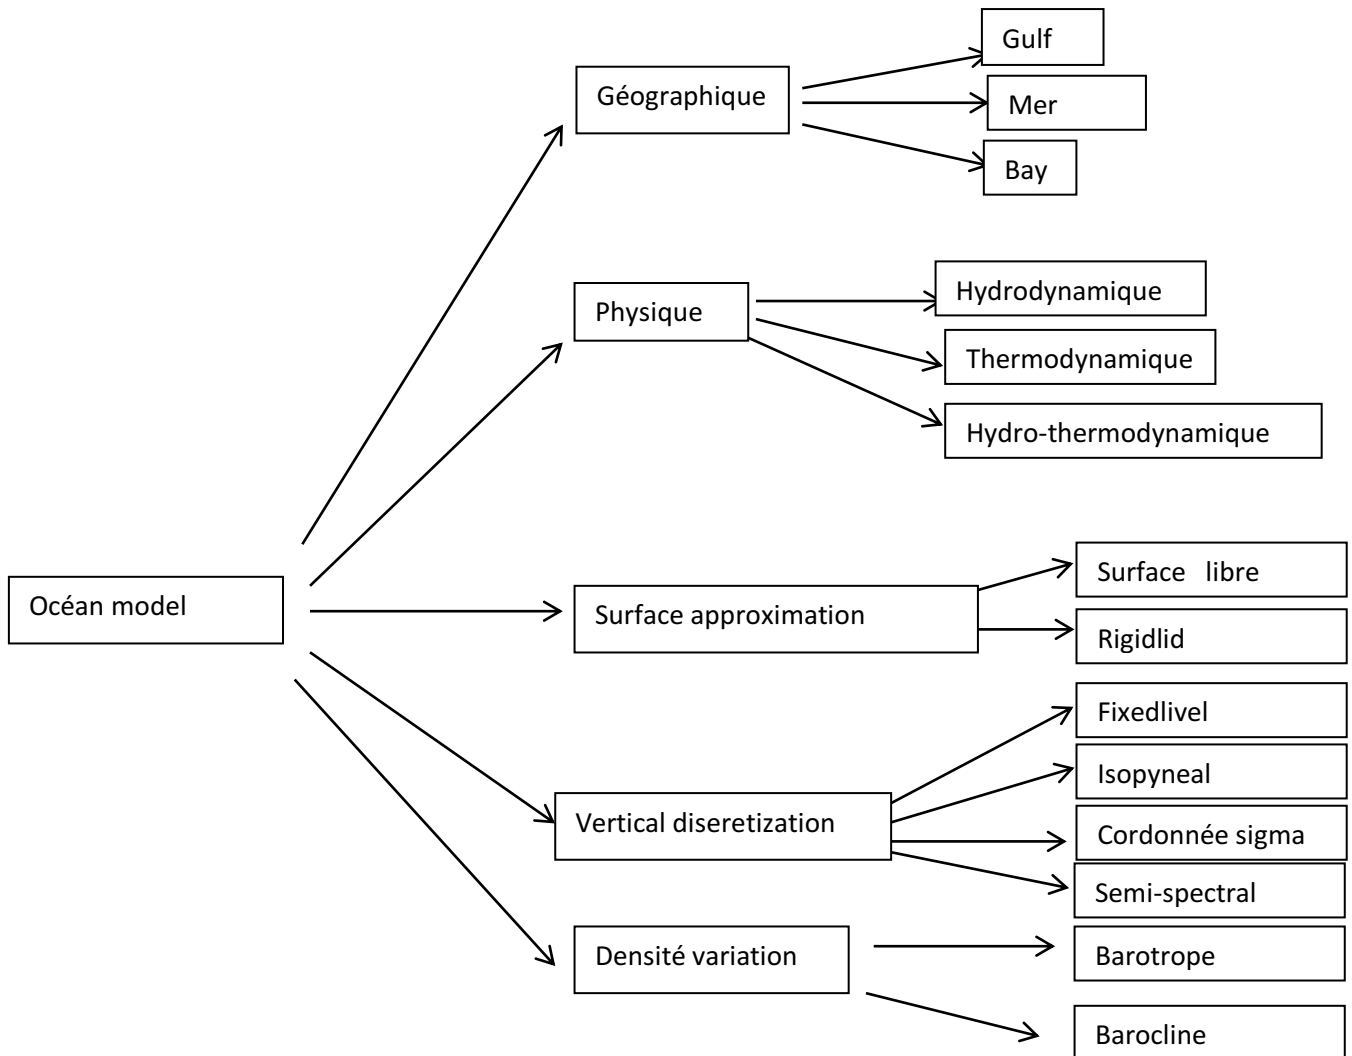 Océan model
Géographique
Gulf
Mer
Bay
Physique
Hydrodynamique
Thermodynamique
Hydro-thermodynamique
Surface approximation
Surface libre
Rigidlid
Vertical diseretization
Fixedlivel
Isopyneal
Cordonnée sigma
Semi-spectral
Densité variation
Barotrope
Barocline